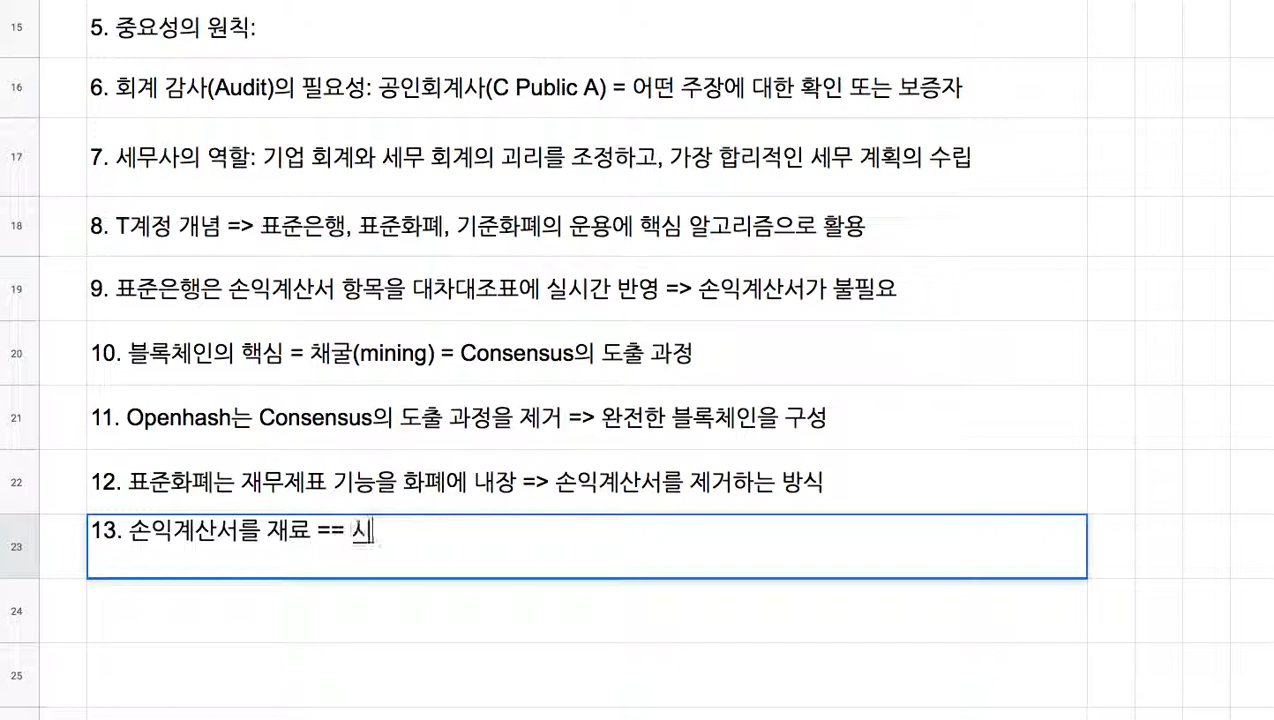 15
5. 중요성의 원칙:
16
6. 회계 감사(Audit)의 필요성: 공인회계사(C Public A) = 어떤 주장에 대한 확인 또는 보증자
17
7. 세무사의 역할: 기업 회계와 세무 회계의 괴리를 조정하고, 가장 합리적인 세무 계획의 수립
18
8. T계정 개념 => 표준은행, 표준화폐, 기준화폐의 운용에 핵심 알고리즘으로 활용
19
9. 표준은행은 손익계산서 항목을 대차대조표에 실시간 반영 => 손익계산서가 불필요
20
10. 블록체인의 핵심 = 채굴(mining) = Consensus의 도출 과정
21
11. Openhash는 Consensus의 도출 과정을 제거 => 완전한 블록체인을 구성
22
12. 표준화폐는 재무제표 기능을 화폐에 내장 => 손익계산서를 제거하는 방식
23
13. 손익계산서를 재료 == 시
24
25